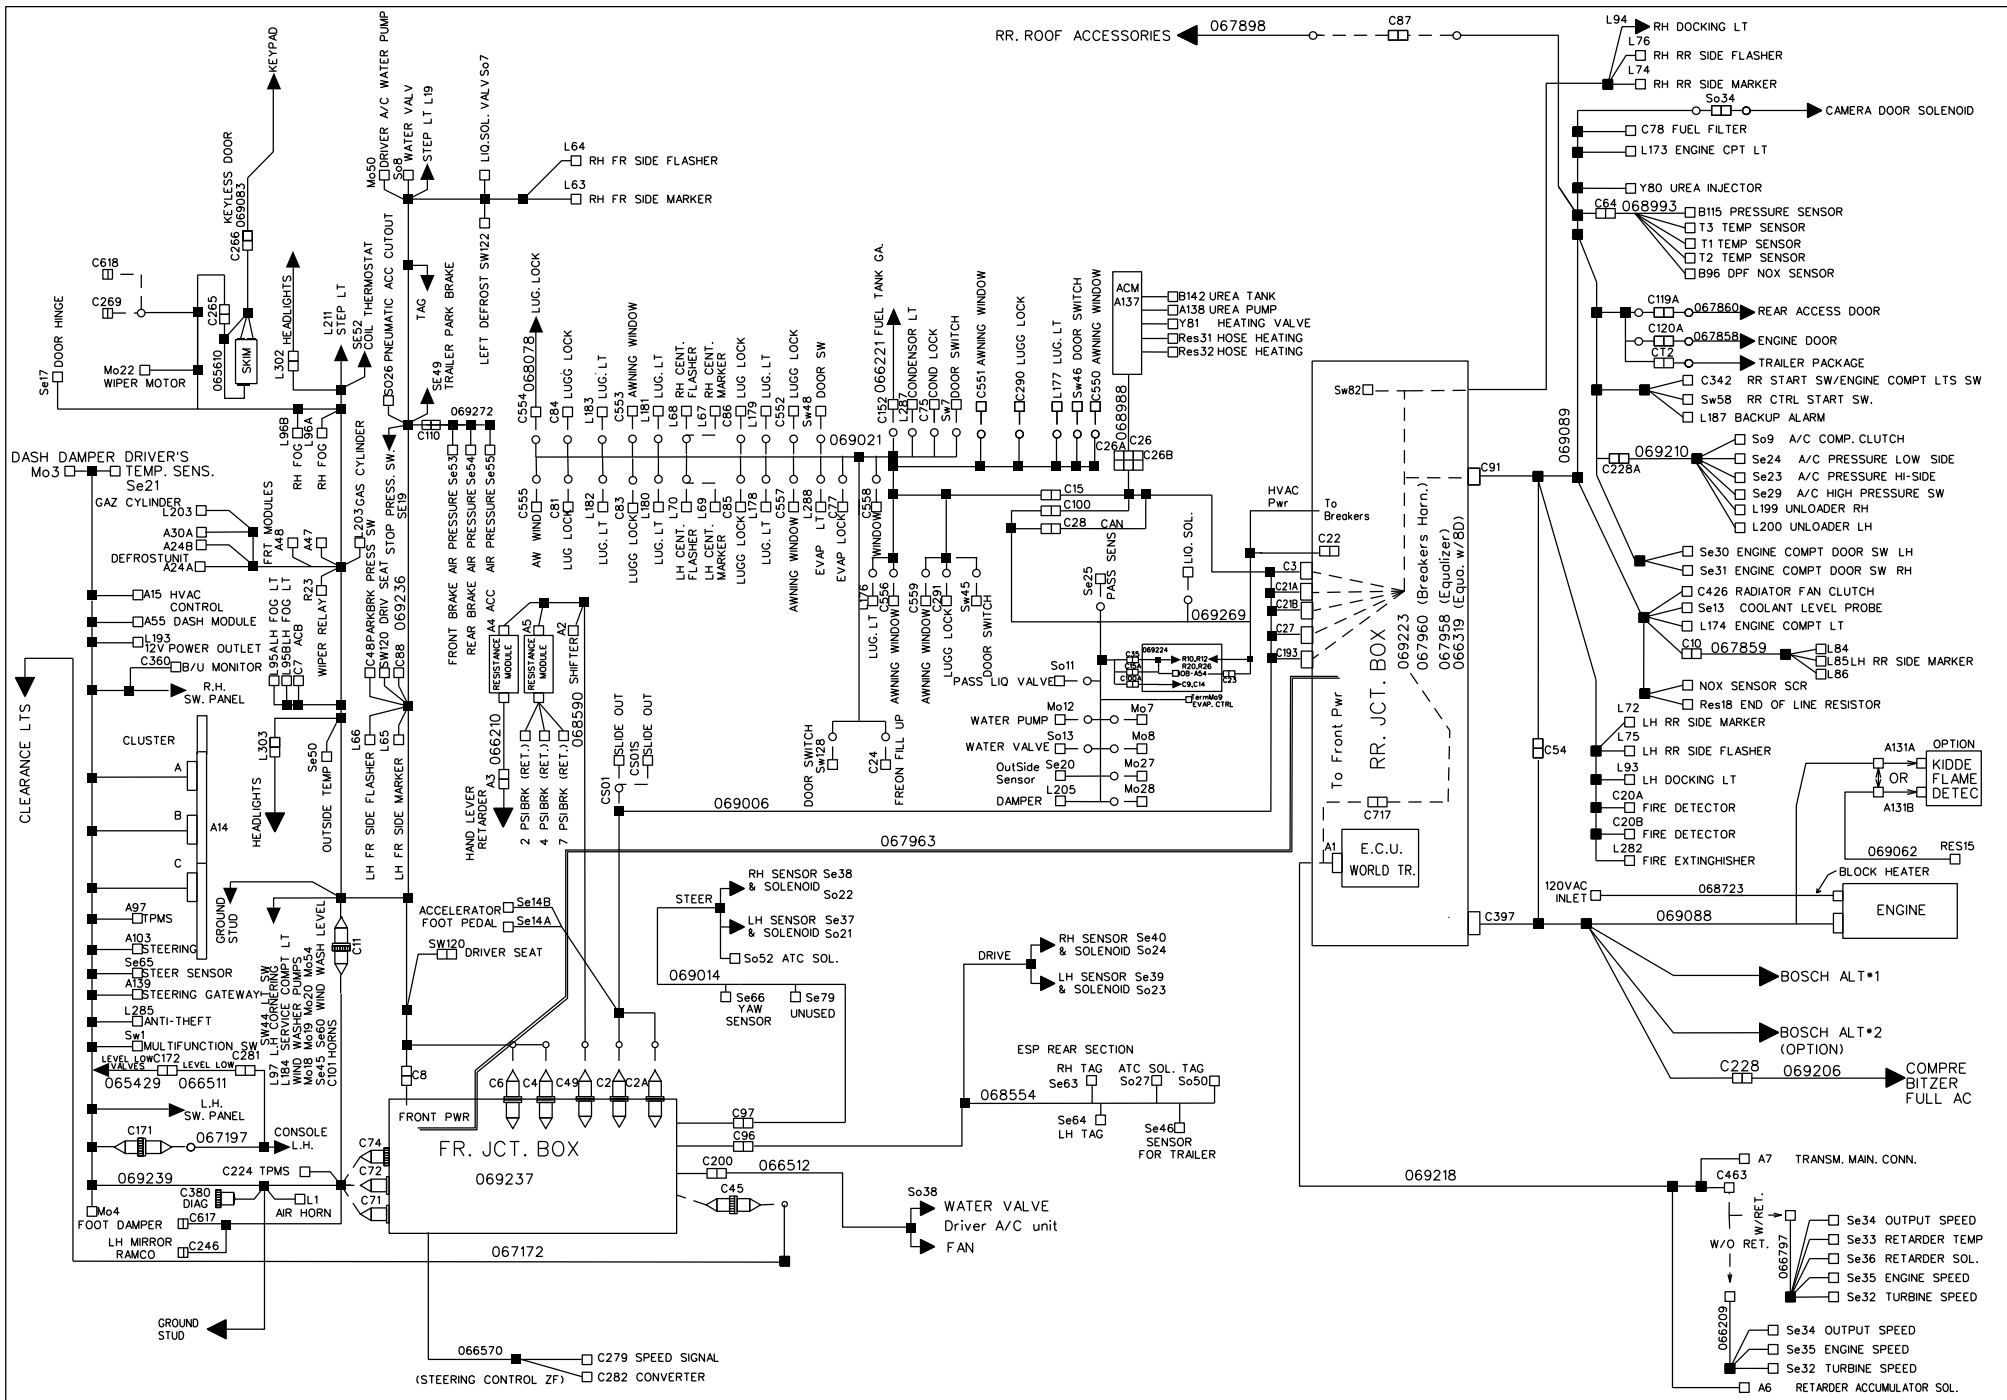 RR. ROOF ACCESSORIES
067898
C87
L94
RH DOCKING LT
L76
RH RR SIDE FLASHER
L74
RH RR SIDE MARKER
So34
CAMERA DOOR SOLENOID
C78 FUEL FILTER
L173 ENGINE CPT LT
Y80 UREA INJECTOR
C64
068993
B115 PRESSURE SENSOR
T3 TEMP SENSOR
T1 TEMP SENSOR
T2 TEMP SENSOR
B96 DPF NOX SENSOR
C119A
067860
REAR ACCESS DOOR
C120A
067858
ENGINE DOOR
CT2
TRAILER PACKAGE
C342 RR START SW/ENGINE COMPT LTS SW
Sw58 RR CTRL START SW.
L187 BACKUP ALARM
069089
069210
C228A
So9 A/C COMP. CLUTCH
Se24 A/C PRESSURE LOW SIDE
Se23 A/C PRESSURE HI-SIDE
Se29 A/C HIGH PRESSURE SW
L199 UNLOADER RH
L200 UNLOADER LH
Se30 ENGINE COMPT DOOR SW LH
Se31 ENGINE COMPT DOOR SW RH
C426 RADIATOR FAN CLUTCH
Se13 COOLANT LEVEL PROBE
L174 ENGINE COMPT LT
C10
067859
L84
L85 LH RR SIDE MARKER
L86
NOX SENSOR SCR
Res18 END OF LINE RESISTOR
L72
LH RR SIDE MARKER
L75
LH RR SIDE FLASHER
L93
LH DOCKING LT
C20A
FIRE DETECTOR
C20B
FIRE DETECTOR
L282
FIRE EXTINGHISHER
A131A
OPTION
KIDDE
FLAME
DETEC
OR
A131B
069062
RES15
BLOCK HEATER
120VAC
INLET
068723
ENGINE
069088
BOSCH ALT*1
BOSCH ALT*2
(OPTION)
C228
069206
COMPRE
BITZER
FULL AC
069218
A7 TRANSM. MAIN. CONN.
C463
W/RET.
W/O RET.
066797
Se34 OUTPUT SPEED
Se33 RETARDER TEMP
Se36 RETARDER SOL.
Se35 ENGINE SPEED
Se32 TURBINE SPEED
066209
Se34 OUTPUT SPEED
Se35 ENGINE SPEED
Se32 TURBINE SPEED
A6 RETARDER ACCUMULATOR SOL.
KEYPAD
KEYLESS DOOR
069083
C266
C618
C269
C265
065610
SKIM
Se17 DOOR HINGE
Mo22
WIPER MOTOR
L302 HEADLIGHTS
L211
STEP LT
SE52
COIL THERMOSTAT
SO26 PNEUMATIC ACC CUTOUT
Mo50 DRIVER A/C WATER PUMP
So8
WATER VALV
STEP LT L19
LIQ.SOL. VALV So7
L64
RH FR SIDE FLASHER
L63
RH FR SIDE MARKER
LEFT DEFROST SW122
TAG
SE49
TRAILER PARK BRAKE
069272
C110
L96B
RH FOG LT
L96A
RH FOG LT
DASH DAMPER
Mo3
DRIVER'S
TEMP. SENS.
Se21
GAZ CYLINDER
L203
A30A
A24B
DEFROST UNIT
A24A
FRT MODULES
A48
A47
L203 GAS CYLINDER
STOP PRESS. SW.
SE19
R23
WIPER RELAY
C48 PARKBRK PRESS SW
SW120 DRIV SEAT
C88 069236
FRONT BRAKE AIR PRESSURE Se53
REAR BRAKE AIR PRESSURE Se54
ACC AIR PRESSURE Se55
A15 HVAC
CONTROL
A55 DASH MODULE
L193
12V POWER OUTLET
C360
B/U MONITOR
R.H.
SW. PANEL
L95A LH FOG LT
L95B LH FOG LT
C7 ACB
CLEARANCE LTS
CLUSTER
A
B
A14
C
L303
HEADLIGHTS
Se50
OUTSIDE TEMP
L66
LH FR SIDE FLASHER
L65
LH FR SIDE MARKER
GROUND
STUD
A97
TPMS
A103
STEERING
Se65
STEER SENSOR
A139
STEERING GATEWAY
L285
ANTI-THEFT
Sw1
MULTIFUNCTION SW
SW44 LT SW
L97 L.H CORNERING
L184 SERVICE COMPT LT
WIND WASHER PUMPS
Mo18 Mo19 Mo20 Mo54
Se45 Se60 WIND WASH LEVEL
C101 HORNS
C11
LEVEL LOW
VALVES
C172
LEVEL LOW
C281
065429
066511
L.H.
SW. PANEL
C171
067197
CONSOLE
L.H.
C224 TPMS
069239
C380
DIAG
L1
AIR HORN
Mo4
FOOT DAMPER
C617
LH MIRROR
RAMCO
C246
GROUND
STUD
067172
C74
C72
C71
FRONT PWR
FR. JCT. BOX
069237
C8
C6
C4
C49
C2
C2A
C97
C96
C200
066512
C45
So38
WATER VALVE
Driver A/C unit
FAN
066570
(STEERING CONTROL ZF)
C279 SPEED SIGNAL
C282 CONVERTER
SW120
DRIVER SEAT
ACCELERATOR
FOOT PEDAL
Se14B
Se14A
STEER
RH SENSOR Se38
& SOLENOID So22
LH SENSOR Se37
& SOLENOID So21
So52 ATC SOL.
069014
Se66
YAW
SENSOR
Se79
UNUSED
DRIVE
RH SENSOR Se40
& SOLENOID So24
LH SENSOR Se39
& SOLENOID So23
ESP REAR SECTION
RH TAG
Se63
ATC SOL. TAG
So27
So50
068554
Se64
LH TAG
Se46
SENSOR
FOR TRAILER
A4
RESISTANCE
MODULE
A5
RESISTANCE
MODULE
A2
SHIFTER
066210
A3
HAND LEVER
RETARDER
2 PSIBRK (RET.)
4 PSIBRK (RET.)
7 PSIBRK (RET.)
068590
SLIDE OUT
CS01
SLIDE OUT
CS01S
069006
067963
LUG. LOCK
068078
C554
C84 LUGG LOCK
L183 LUG. LT
C553 AWNING WINDOW
L181 LUG. LT
L68 RH CENT.
FLASHER
L67 RH CENT.
MARKER
C86 LUGG LOCK
L179 LUG. LT
C552 LUGG LOCK
Sw48 DOOR SW
069021
C555
AW WIND
C81
LUG LOCK
L182
LUG. LT
C83
LUGG LOCK
L180
LUG. LT
L70
LH CENT.
FLASHER
L69
LH CENT.
MARKER
C85
LUGG LOCK
L178
LUG. LT
C557
AWNING WINDOW
L288
EVAP LT
C77
EVAP LOCK
C558
WINDOW
DOOR SWITCH
Sw128
C24
FREON FILL UP
C152 066221 FUEL TANK GA.
L287
CONDENSOR LT
C75
COND LOCK
Sw7
DOOR SWITCH
C551 AWNING WINDOW
C290 LUGG LOCK
L177 LUG. LT
Sw46 DOOR SWITCH
C550 AWNING WINDOW
LUG. LT
C556
AWNING WINDOW
C559
AWNING WINDOW
C291
LUGG LOCK
Sw45
DOOR SWITCH
ACM
A137
B142 UREA TANK
A138 UREA PUMP
Y81 HEATING VALVE
Res31 HOSE HEATING
Res32 HOSE HEATING
068988
C26A
C26
C26B
C15
C100
C28 CAN
PASS SENS
Se25
LIQ. SOL.
069269
HVAC
Pwr
To
Breakers
C22
C3
C21A
C21B
C27
C193
069224
C35
C15A
C100A
R10,R12
R20,R26
C9,C14
C23
TermMo9
EVAP. CTRL
So11
PASS LIQ VALVE
Mo12
WATER PUMP
Mo7
So13
WATER VALVE
Mo8
OutSide
Sensor
Se20
Mo27
L205
DAMPER
Mo28
Sw82
RR. JCT. BOX
069223
067960 (Breakers Harn.)
067958 (Equalizer)
066319 (Equa. w/8D)
To Front Pwr
C717
A1
E.C.U.
WORLD TR.
C91
C54
C397